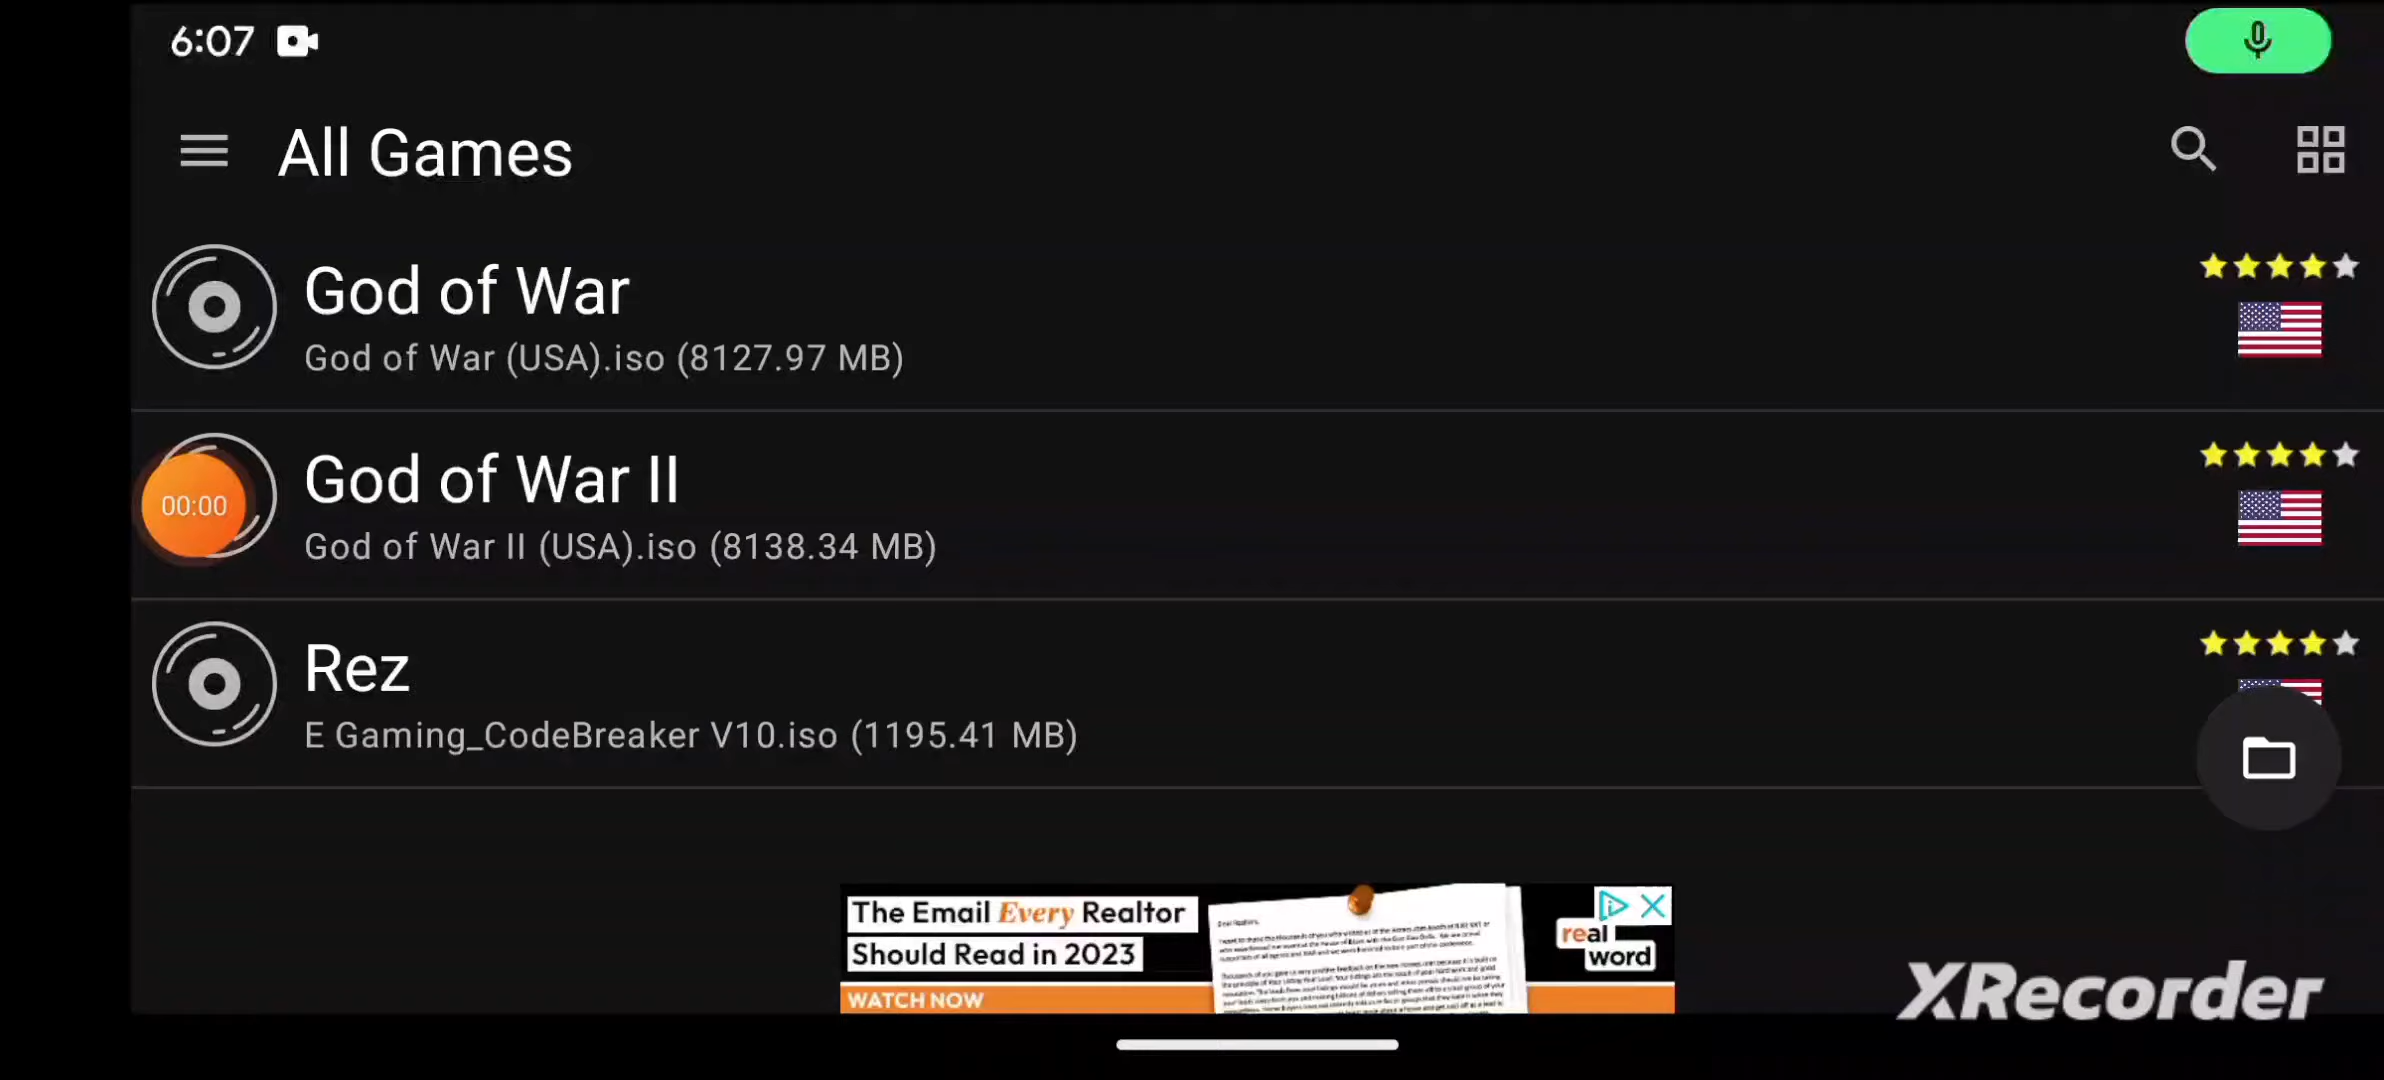 6:07
All Games
God of War
God of War (USA).iso (8127.97 MB)
00:00
God of War II
God of War II (USA).iso (8138.34 MB)
Rez
E Gaming_CodeBreaker V10.iso (1195.41 MB)
The Email Every Realtor
Should Read in 2023
WATCH NOW
real
word
XRecorder